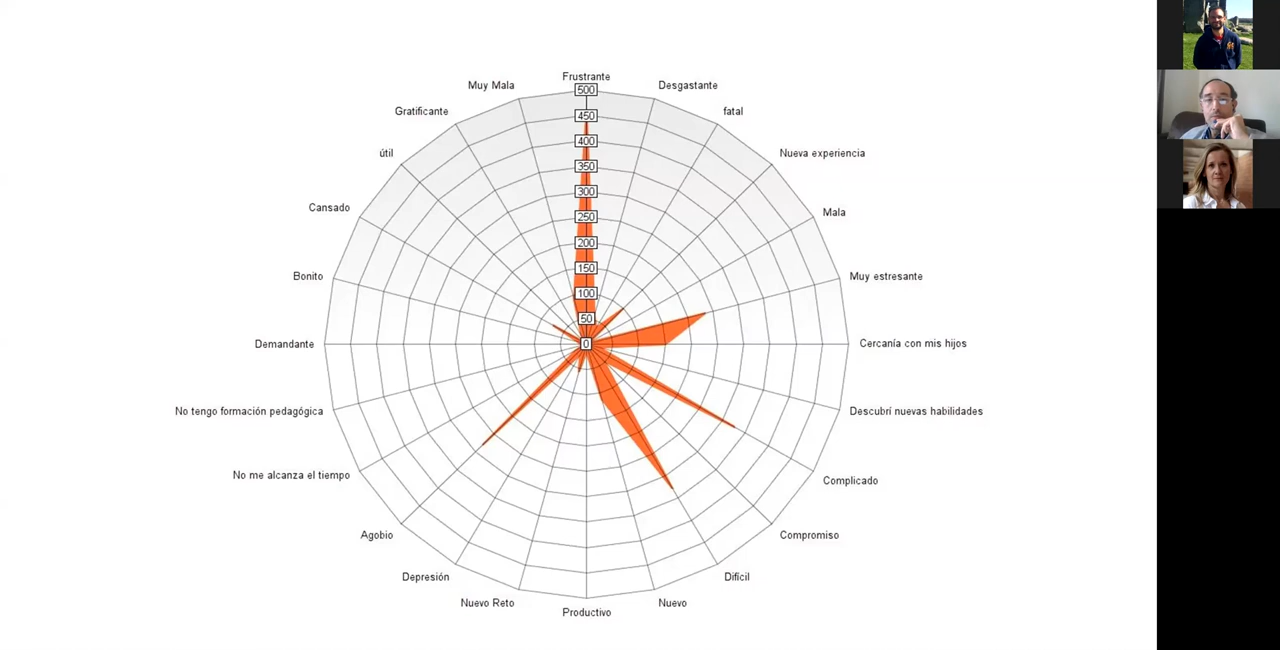 Frustrante
Muy Mala
Desgastante
Gratificante
fatal
útil
Nueva experiencia
Cansado
Mala
Bonito
Muy estresante
Demandante
Cercanía con mis hijos
No tengo formación pedagógica
Descubrí nuevas habilidades
No me alcanza el tiempo
Complicado
Agobio
Compromiso
Depresión
Difícil
Nuevo Reto
Nuevo
Productivo
500
450
400
350
300
250
200
150
100
50
0